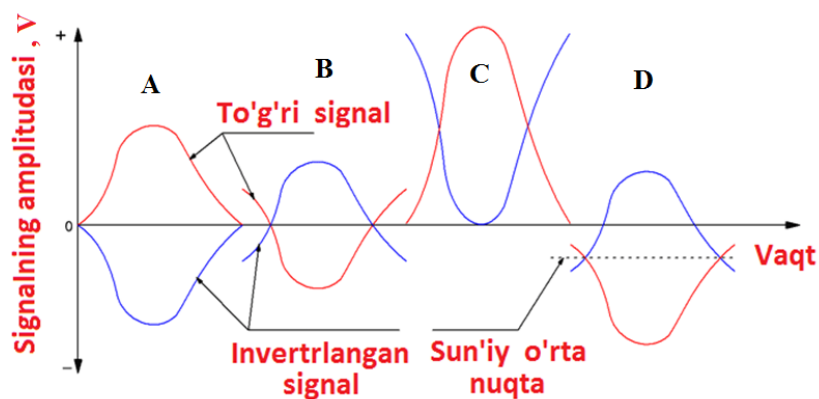 Signalning amplitudasi , V
+
0
–
A
B
C
D
To'g'ri signal
Invertrlangan
signal
Sun'iy o'rta
nuqta
Vaqt